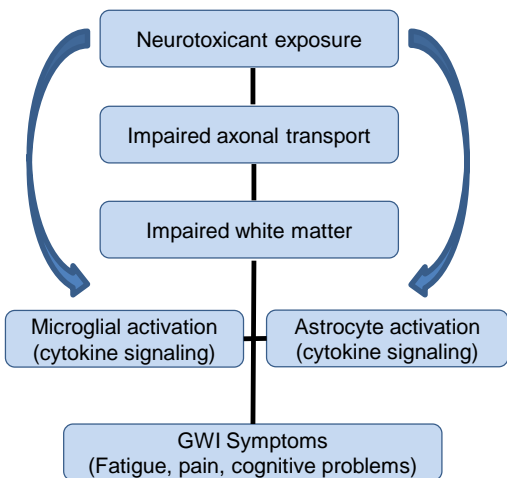 Neurotoxicant exposure
Impaired axonal transport
Impaired white matter
Microglial activation
(cytokine signaling)
Astrocyte activation
(cytokine signaling)
GWI Symptoms
(Fatigue, pain, cognitive problems)